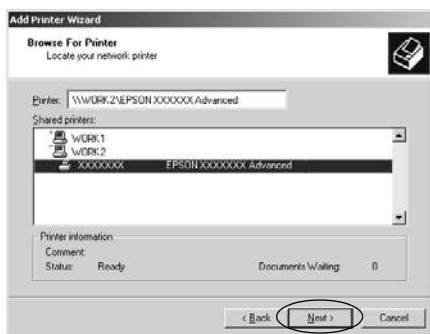 Add Printer Wizard
Browse For Printer
Locate your network printer
Printer: \\WORK2\EPSON XXXXXX Advanced
Shared printers:
WORK1
WORK2
XXXXXXX EPSON XXXXXXX Advanced
Printer information
Comment:
Status: Ready Documents Waiting: 0
< Back Next > Cancel